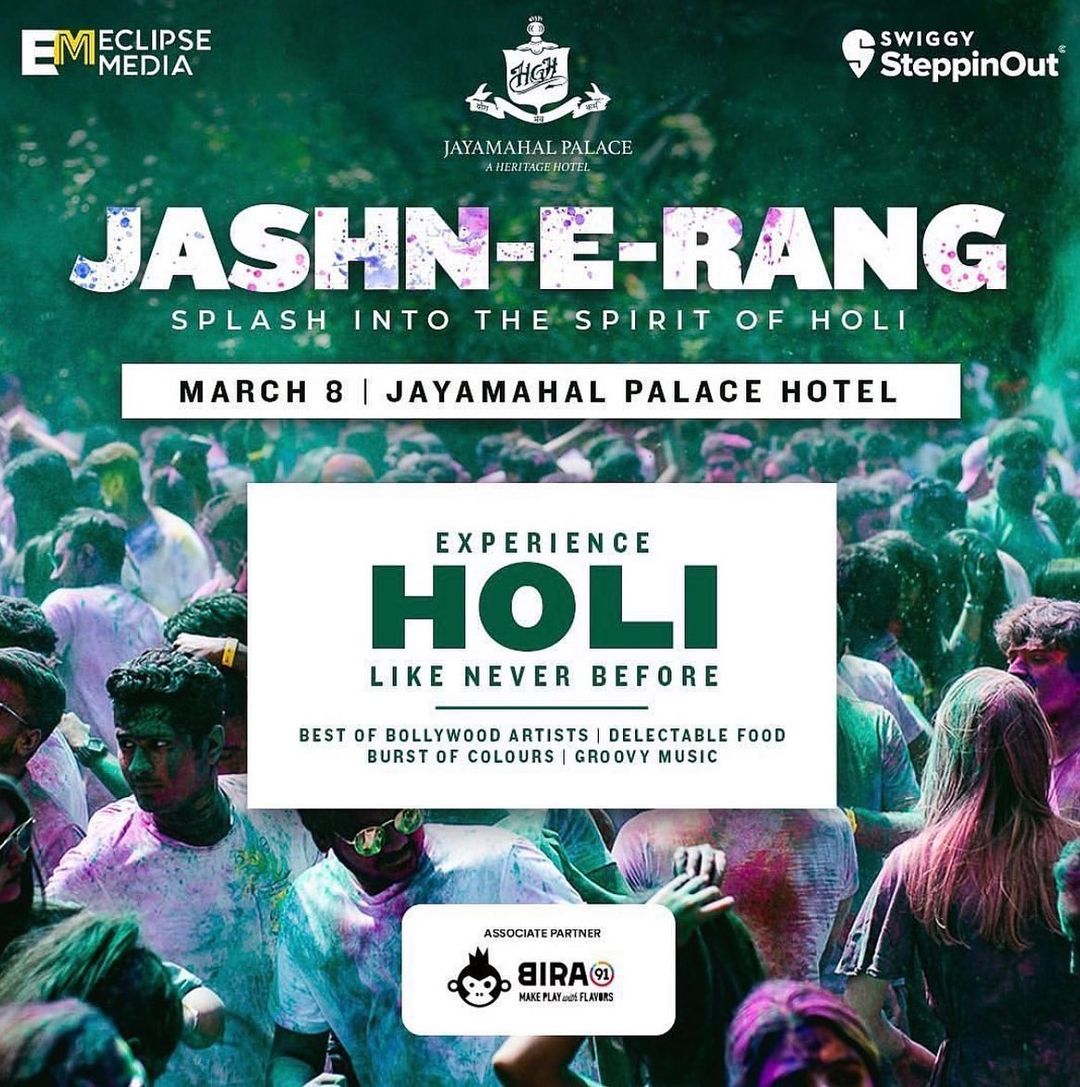 EM ECLIPSE
MEDIA
HGH
योग
मेव
कर्म
JAYAMAHAL PALACE
A HERITAGE HOTEL
SWIGGY
SteppinOut
JASHN-E-RANG
SPLASH INTO THE SPIRIT OF HOLI
MARCH 8 | JAYAMAHAL PALACE HOTEL
EXPERIENCE
HOLI
LIKE NEVER BEFORE
BEST OF BOLLYWOOD ARTISTS | DELECTABLE FOOD
BURST OF COLOURS | GROOVY MUSIC
ASSOCIATE PARTNER
BIRA 91
MAKE PLAY with FLAVORS